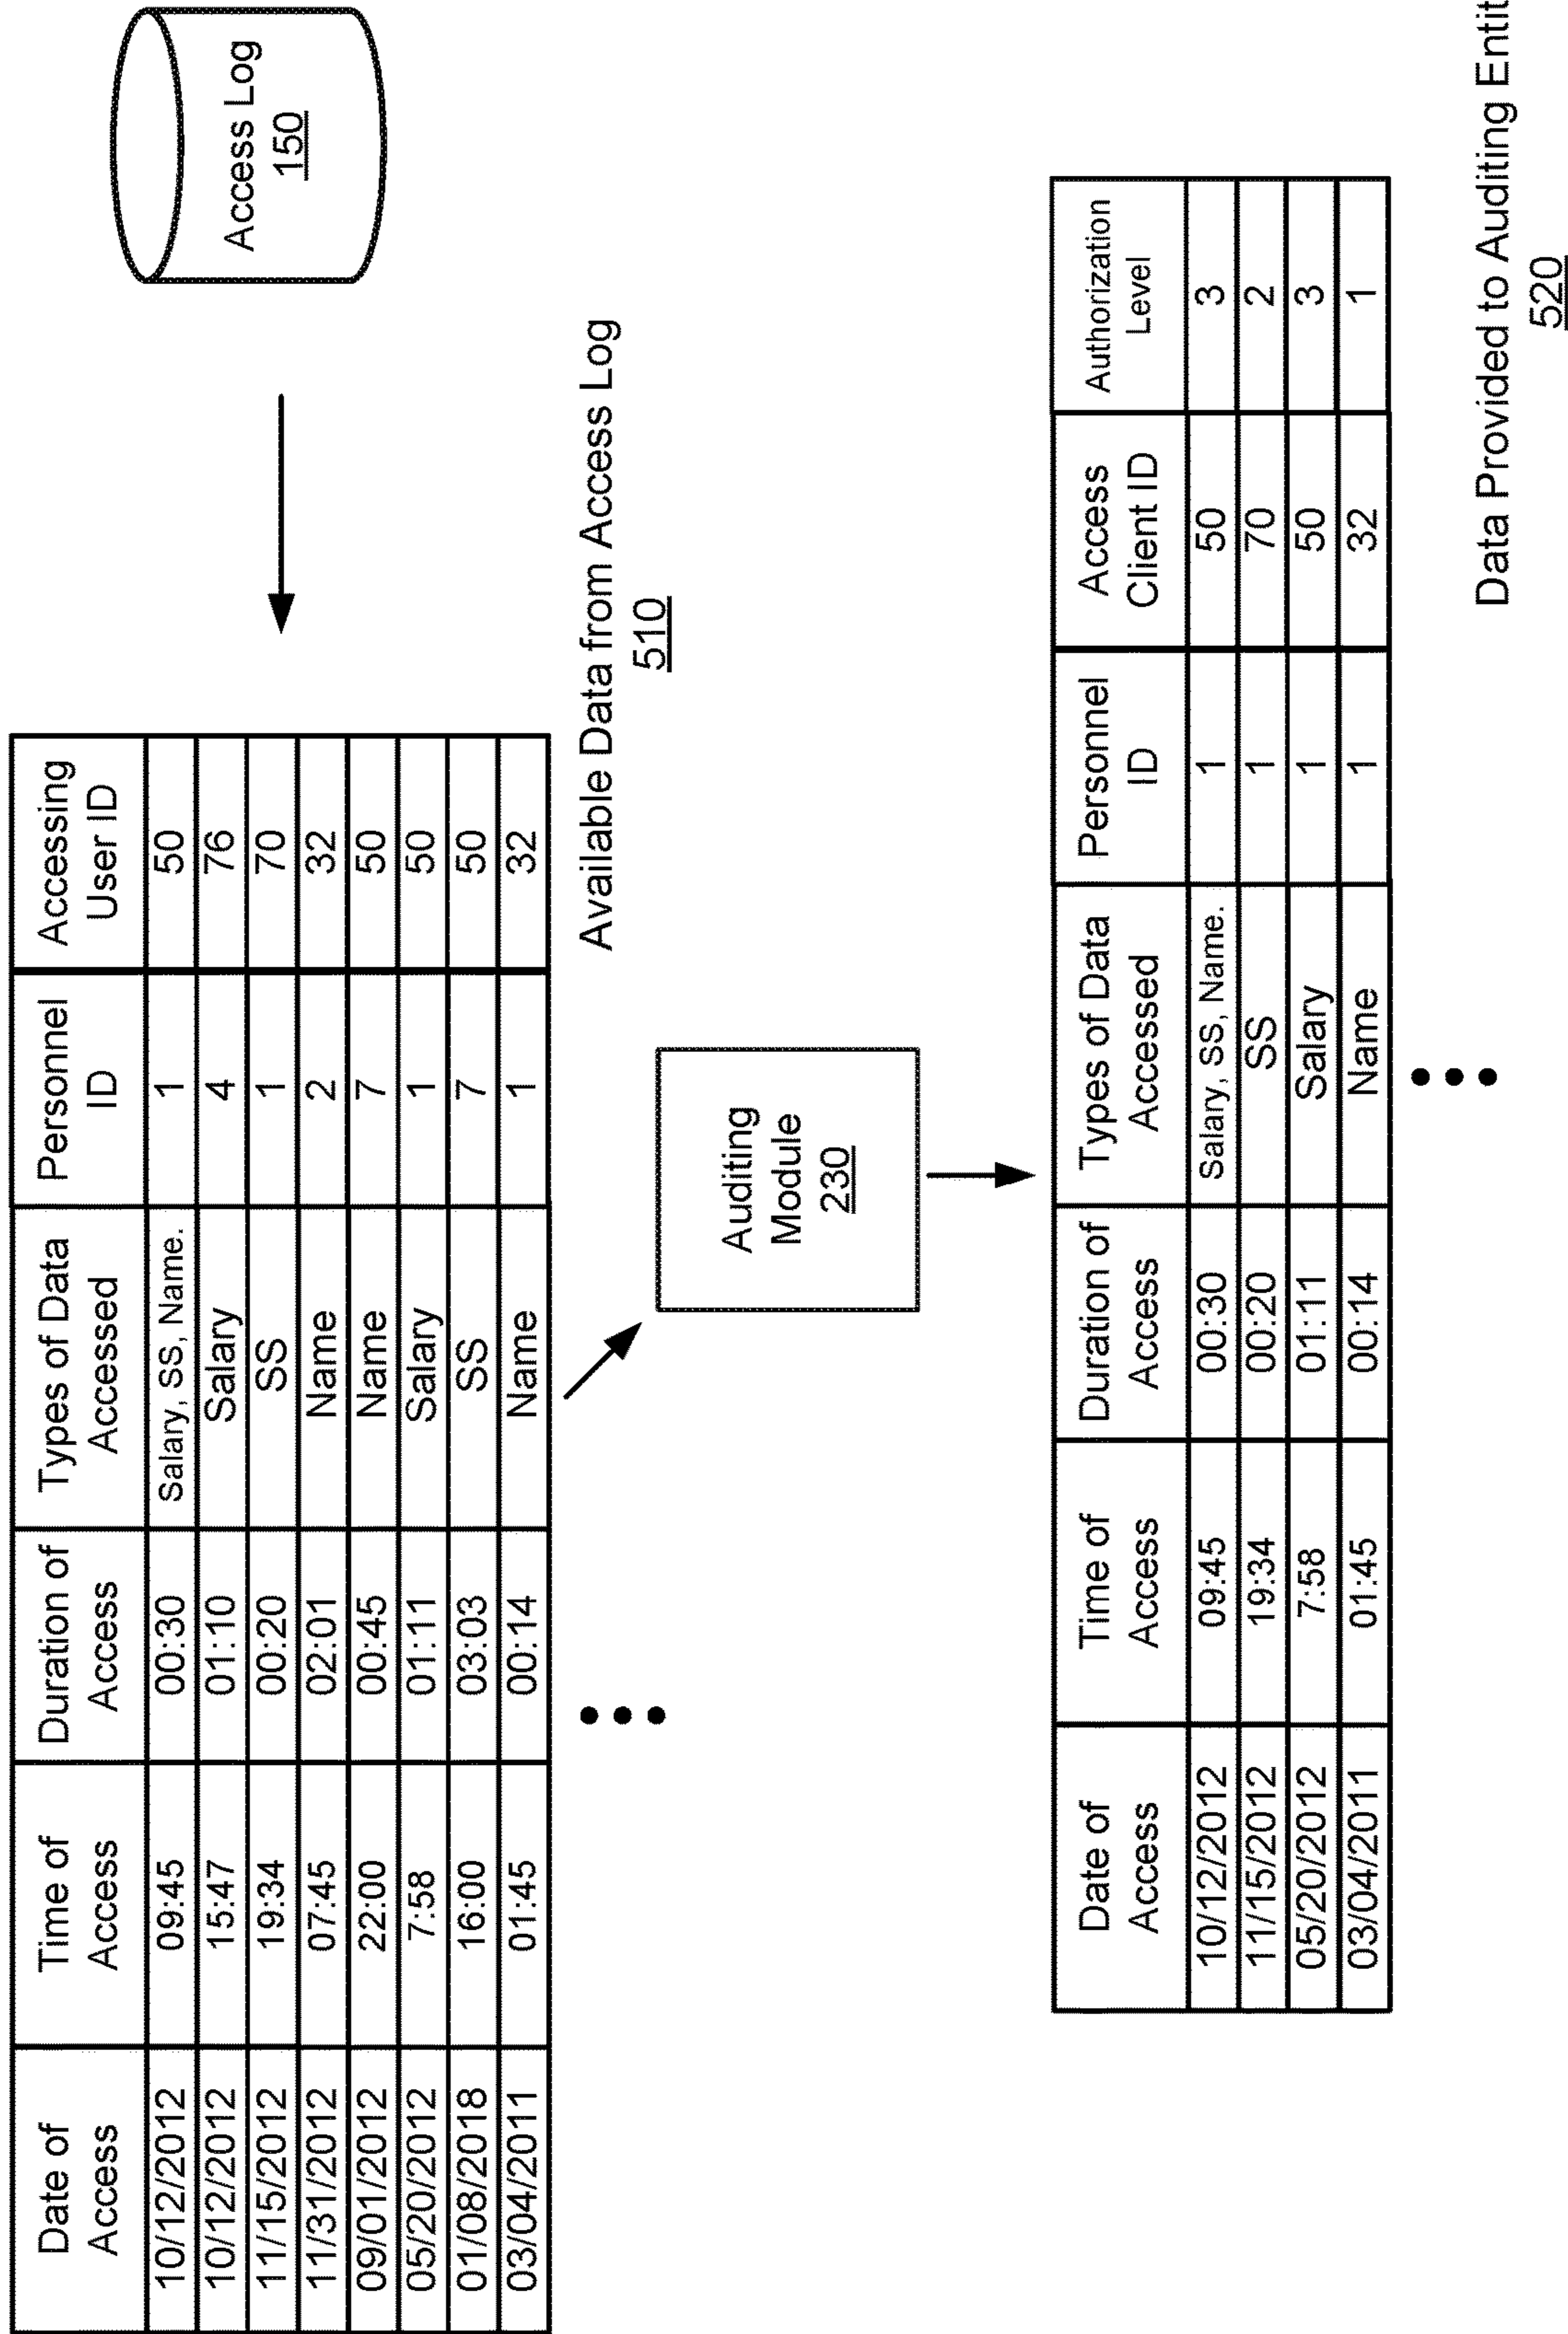 Access Log
150
Date of Access Time of Access Duration of Access Types of Data Accessed Personnel ID Accessing User ID
10/12/2012 09:45 00:30 Salary, SS, Name. 1 50
10/12/2012 15:47 01:10 Salary 4 76
11/15/2012 19:34 00:20 SS 1 70
11/31/2012 07:45 02:01 Name 2 32
09/01/2012 22:00 00:45 Name 7 50
05/20/2012 7:58 01:11 Salary 1 50
01/08/2018 16:00 03:03 SS 7 50
03/04/2011 01:45 00:14 Name 1 32
Available Data from Access Log
510
Auditing
Module
230
Date of Access Time of Access Duration of Access Types of Data Accessed Personnel ID Access Client ID Authorization Level
10/12/2012 09:45 00:30 Salary, SS, Name. 1 50 3
11/15/2012 19:34 00:20 SS 1 70 2
05/20/2012 7:58 01:11 Salary 1 50 3
03/04/2011 01:45 00:14 Name 1 32 1
Data Provided to Auditing Entit
520